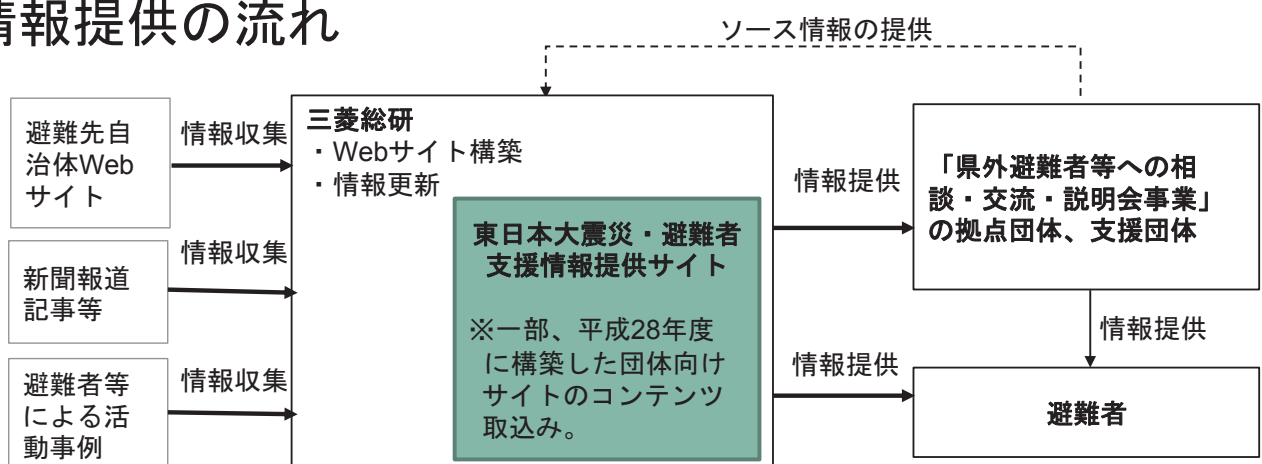 情報提供の流れ
ソース情報の提供
避難先自
治体Web
サイト
情報収集
新聞報道
記事等
情報収集
避難者等
による活
動事例
情報収集
三菱総研
・Webサイト構築
・情報更新
東日本大震災・避難者
支援情報提供サイト
※一部、平成28年度
に構築した団体向け
サイトのコンテンツ
取込み。
情報提供
「県外避難者等への相
談・交流・説明会事業」
の拠点団体、支援団体
情報提供
情報提供
避難者